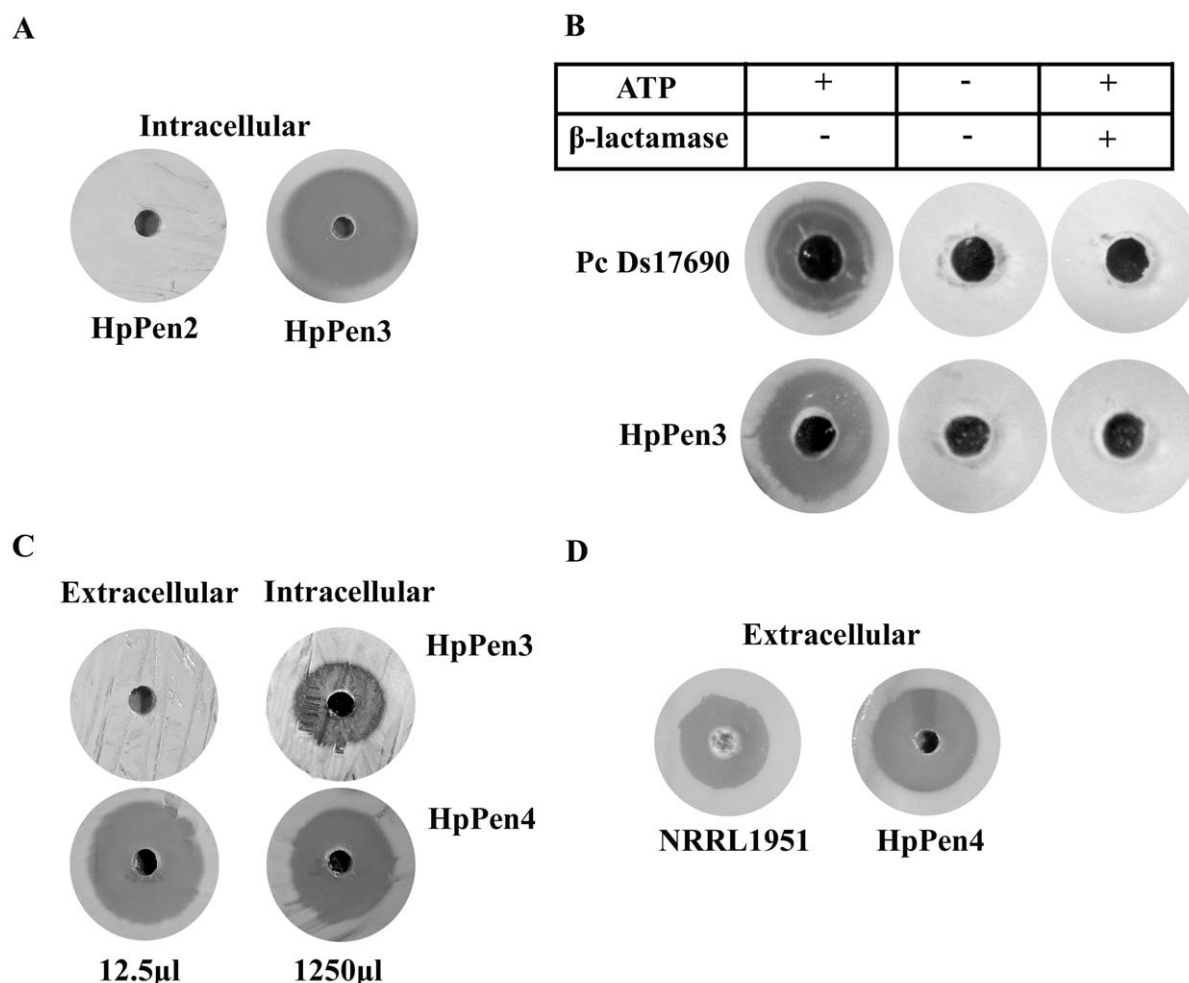 A
Intracellular
HpPen2 HpPen3
B
ATP + - +
β-lactamase - - +
Pc Ds17690
HpPen3
C
Extracellular Intracellular
HpPen3
HpPen4
12.5µl 1250µl
D
Extracellular
NRRL1951 HpPen4